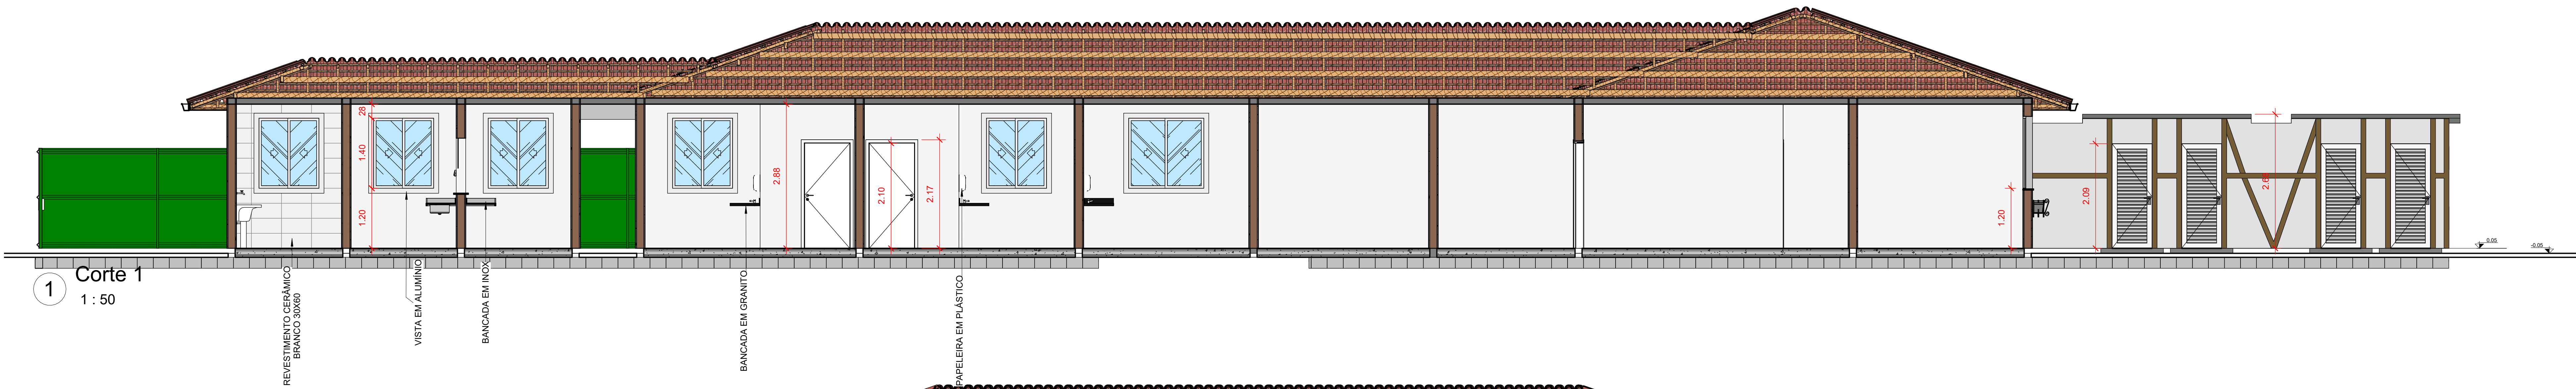 28
1.40
1.20
2.88
2.10
2.17
1.20
2.09
0.05
-0.05
1
Corte 1
1 : 50
REVESTIMENTO CERÂMICO
BRANCO 30X60
VISTA EM ALUMÍNIO
BANCADA EM INOX
BANCADA EM GRANITO
PAPELEIRA EM PLÁSTICO